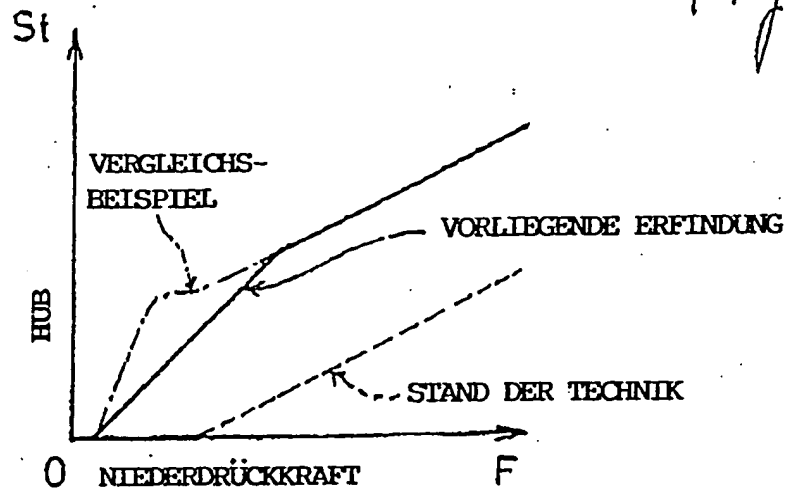 St
VERGLEICHS-
BEISPIEL
VORLIEGENDE ERFINDUNG
HUB
STAND DER TECHNIK
0 NIEDERDRÜCKKRAFT F